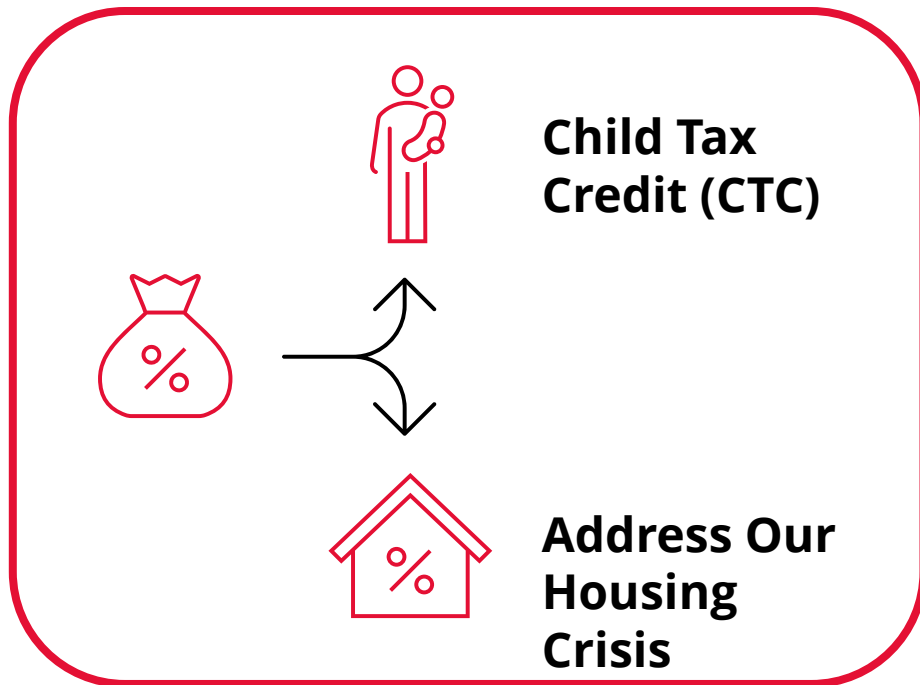 Child Tax
Credit (CTC)
%
Address Our
Housing
Crisis
%